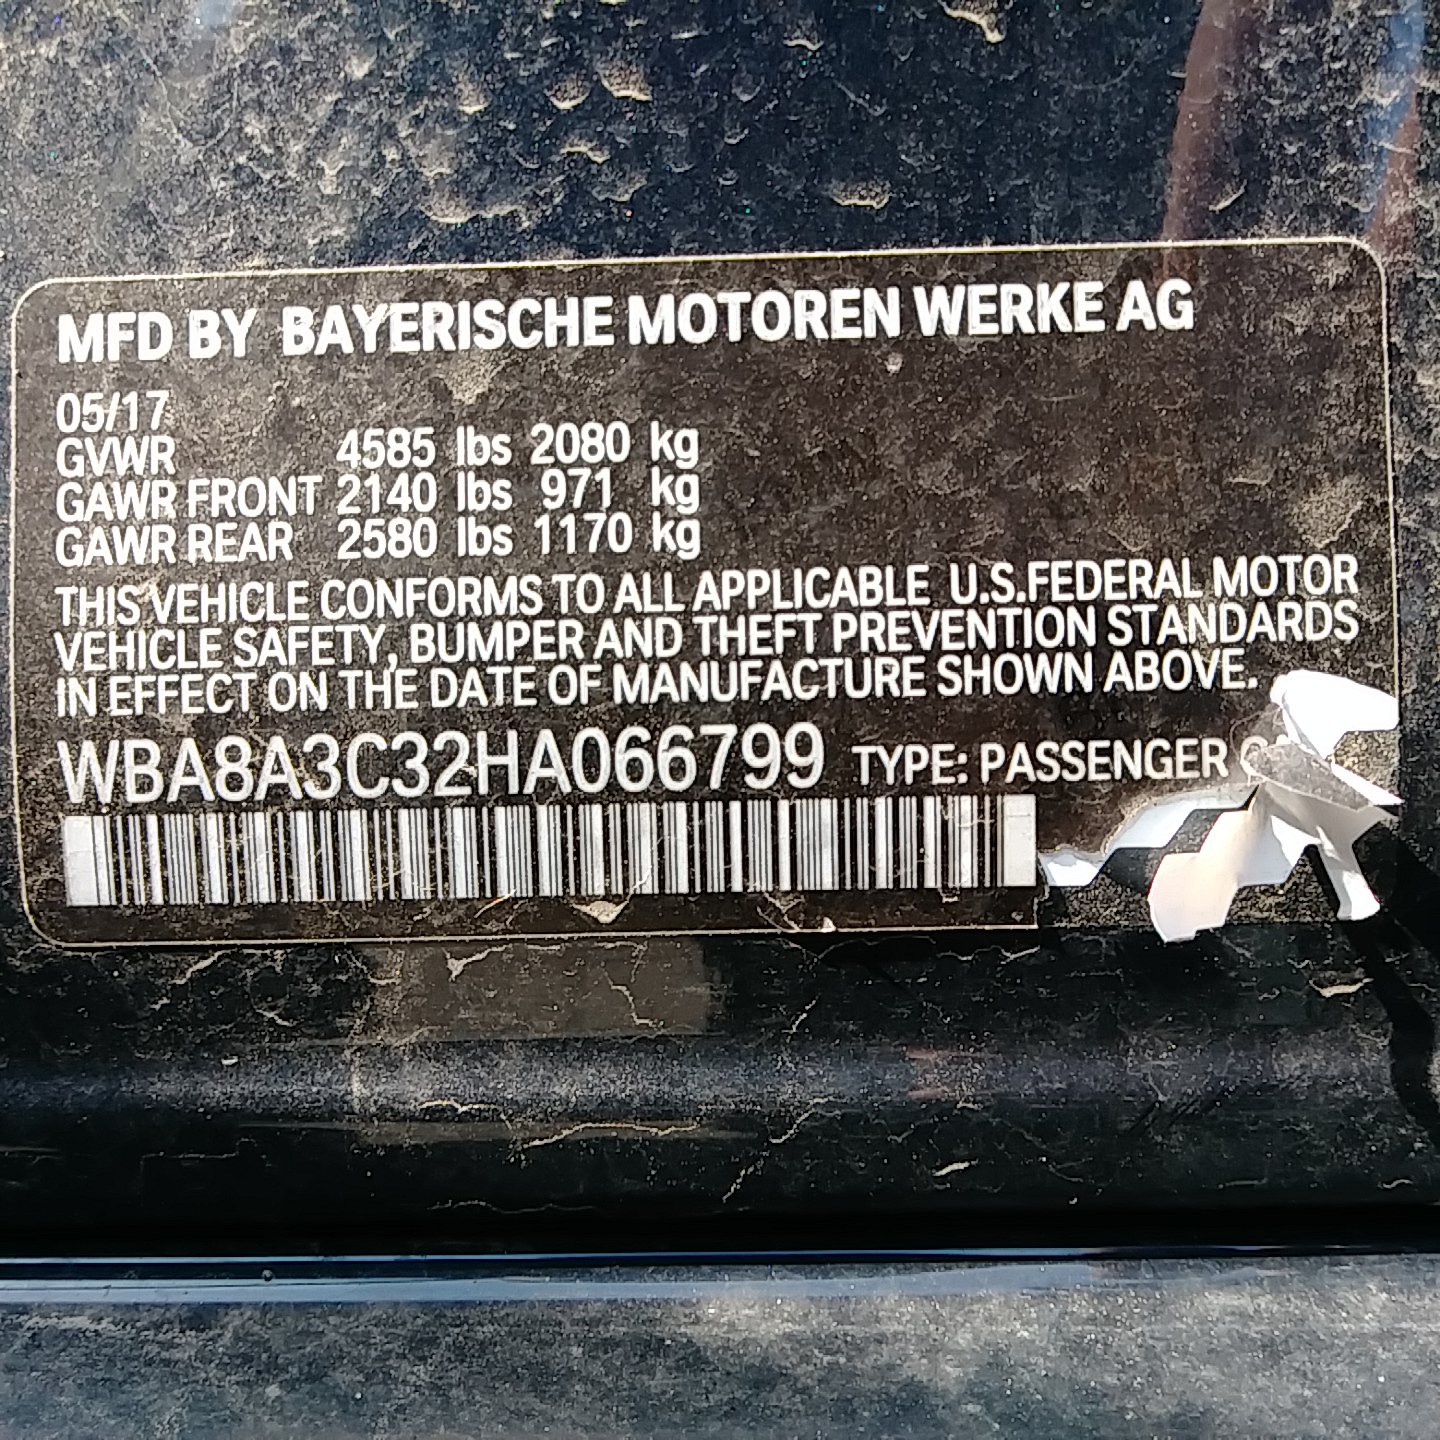 MFD BY BAYERISCHE MOTOREN WERKE AG
05/17
GVWR 4585 lbs 2080 kg
GAWR FRONT 2140 lbs 971 kg
GAWR REAR 2580 lbs 1170 kg
THIS VEHICLE CONFORMS TO ALL APPLICABLE U.S.FEDERAL MOTOR
VEHICLE SAFETY, BUMPER AND THEFT PREVENTION STANDARDS
IN EFFECT ON THE DATE OF MANUFACTURE SHOWN ABOVE.
WBA8A3C32HA066799 TYPE: PASSENGER